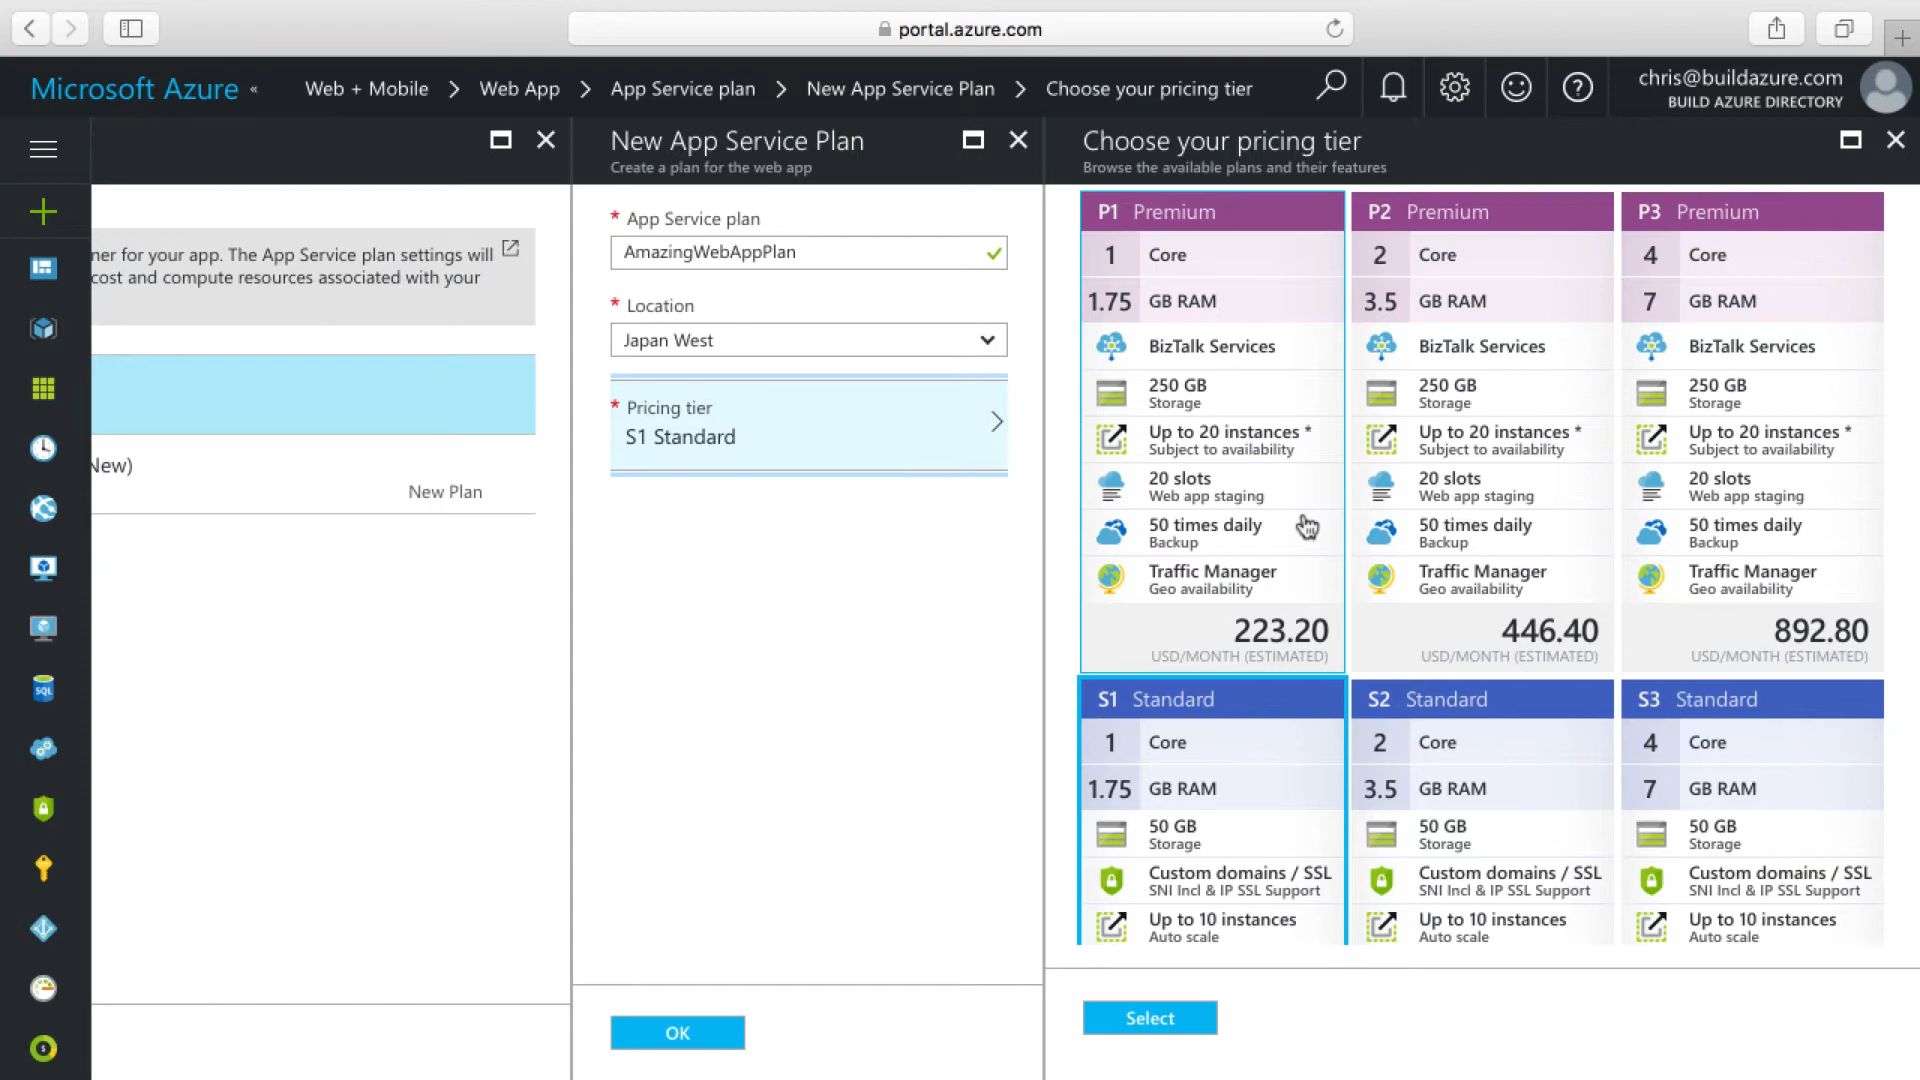 portal.azure.com
Microsoft Azure «
Web + Mobile > Web App > App Service plan > New App Service Plan > Choose your pricing tier
chris@buildazure.com
BUILD AZURE DIRECTORY
ner for your app. The App Service plan settings will
cost and compute resources associated with your
New)
New Plan
New App Service Plan
Create a plan for the web app
* App Service plan
AmazingWebAppPlan
* Location
Japan West
* Pricing tier
S1 Standard
OK
Choose your pricing tier
Browse the available plans and their features
P1 Premium
1 Core
1.75 GB RAM
BizTalk Services
250 GB
Storage
Up to 20 instances *
Subject to availability
20 slots
Web app staging
50 times daily
Backup
Traffic Manager
Geo availability
223.20
USD/MONTH (ESTIMATED)
P2 Premium
2 Core
3.5 GB RAM
BizTalk Services
250 GB
Storage
Up to 20 instances *
Subject to availability
20 slots
Web app staging
50 times daily
Backup
Traffic Manager
Geo availability
446.40
USD/MONTH (ESTIMATED)
P3 Premium
4 Core
7 GB RAM
BizTalk Services
250 GB
Storage
Up to 20 instances *
Subject to availability
20 slots
Web app staging
50 times daily
Backup
Traffic Manager
Geo availability
892.80
USD/MONTH (ESTIMATED)
S1 Standard
1 Core
1.75 GB RAM
50 GB
Storage
Custom domains / SSL
SNI Incl & IP SSL Support
Up to 10 instances
Auto scale
S2 Standard
2 Core
3.5 GB RAM
50 GB
Storage
Custom domains / SSL
SNI Incl & IP SSL Support
Up to 10 instances
Auto scale
S3 Standard
4 Core
7 GB RAM
50 GB
Storage
Custom domains / SSL
SNI Incl & IP SSL Support
Up to 10 instances
Auto scale
Select
SQL